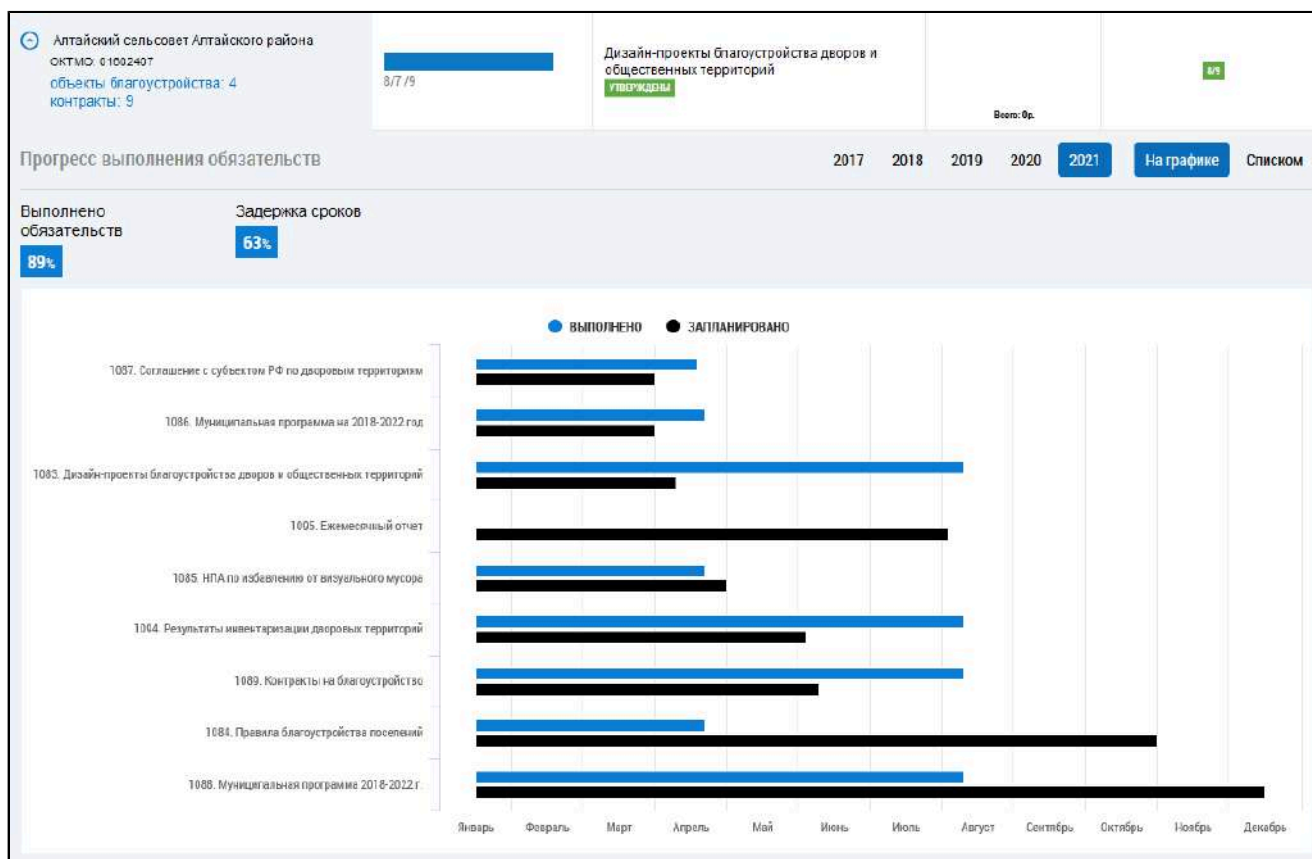 Алтайский сельсовет Алтайского района
ОКТМО: 01602407
объекты благоустройства: 4
контракты: 9
8/7 /9
Дизайн-проекты благоустройства дворов и
общественных территорий
УТВЕРЖДЕНЫ
Всего: 0р.
8/9
Прогресс выполнения обязательств
2017 2018 2019 2020 2021 На графике Списком
Выполнено
обязательств
89%
Задержка сроков
63%
ВЫПОЛНЕНО ЗАПЛАНИРОВАНО
1087. Соглашение с субъектом РФ по дворовым территориям
1086. Муниципальная программа на 2018-2022 год
1083. Дизайн-проекты благоустройства дворов и общественных территорий
1005. Ежемесячный отчет
1085. НПА по избавлению от визуального мусора
1004. Результаты инвентаризации дворовых территорий
1089. Контракты на благоустройство
1084. Правила благоустройства поселений
1088. Муниципальная программа 2018-2022 г.
Январь Февраль Март Апрель Май Июнь Июль Август Сентябрь Октябрь Ноябрь Декабрь